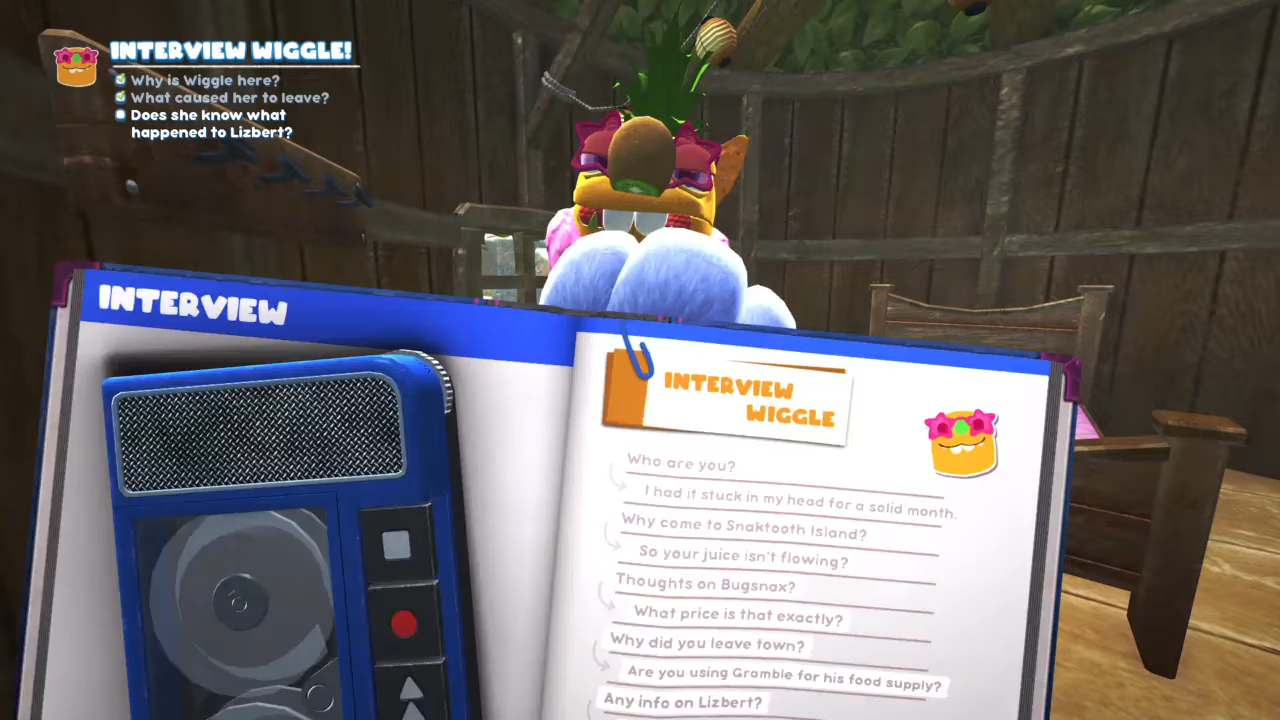 INTERVIEW WIGGLE!
Why is Wiggle here?
What caused her to leave?
Does she know what
happened to Lizbert?
INTERVIEW
INTERVIEW
WIGGLE
Who are you?
I had it stuck in my head for a solid month.
Why come to Snaktooth Island?
So your juice isn't flowing?
Thoughts on Bugsnax?
What price is that exactly?
Why did you leave town?
Are you using Gramble for his food supply?
Any info on Lizbert?